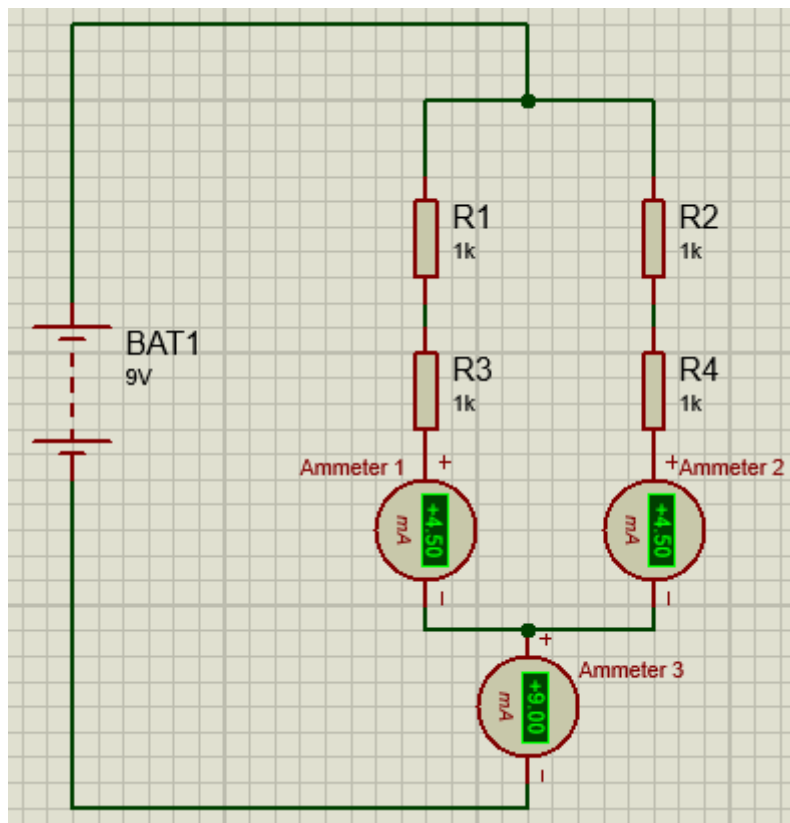 R1
1k
R2
1k
BAT1
9V
R3
1k
R4
1k
Ammeter 1
+
+
Ammeter 2
+4.50
mA
+4.50
mA
−
−
+
Ammeter 3
+9.00
mA
−